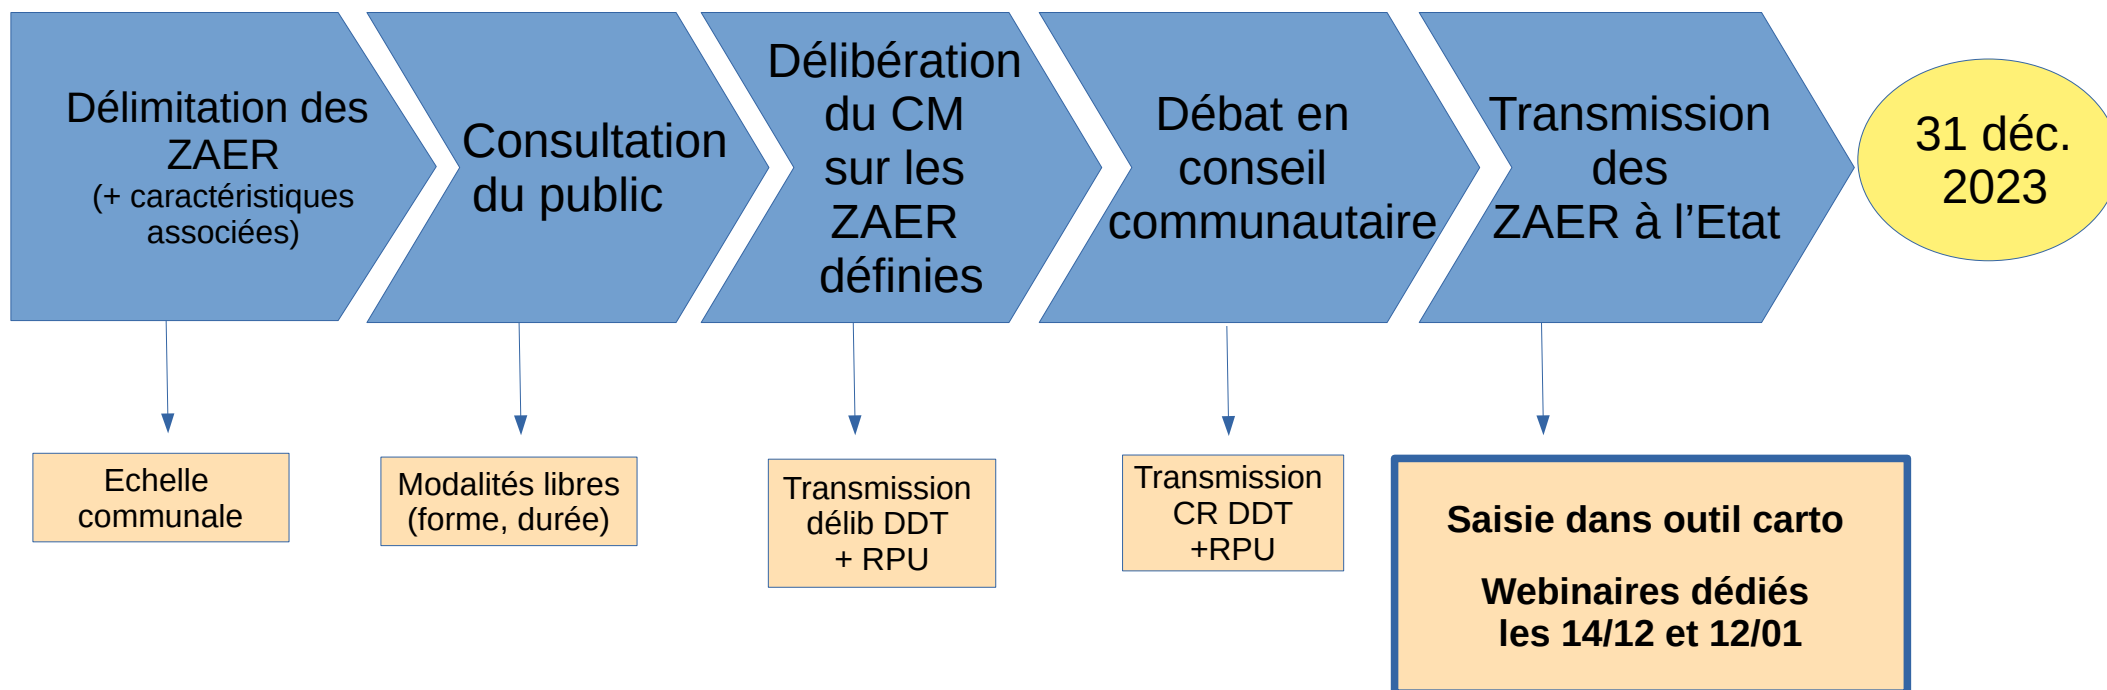 Délimitation des
ZAER
(+ caractéristiques
associées)
Consultation
du public
Délibération
du CM
sur les
ZAER
définies
Débat en
conseil
communautaire
Transmission
des
ZAER à l’Etat
31 déc.
2023
Echelle
communale
Modalités libres
(forme, durée)
Transmission
délib DDT
+ RPU
Transmission
CR DDT
+RPU
Saisie dans outil carto
Webinaires dédiés
les 14/12 et 12/01